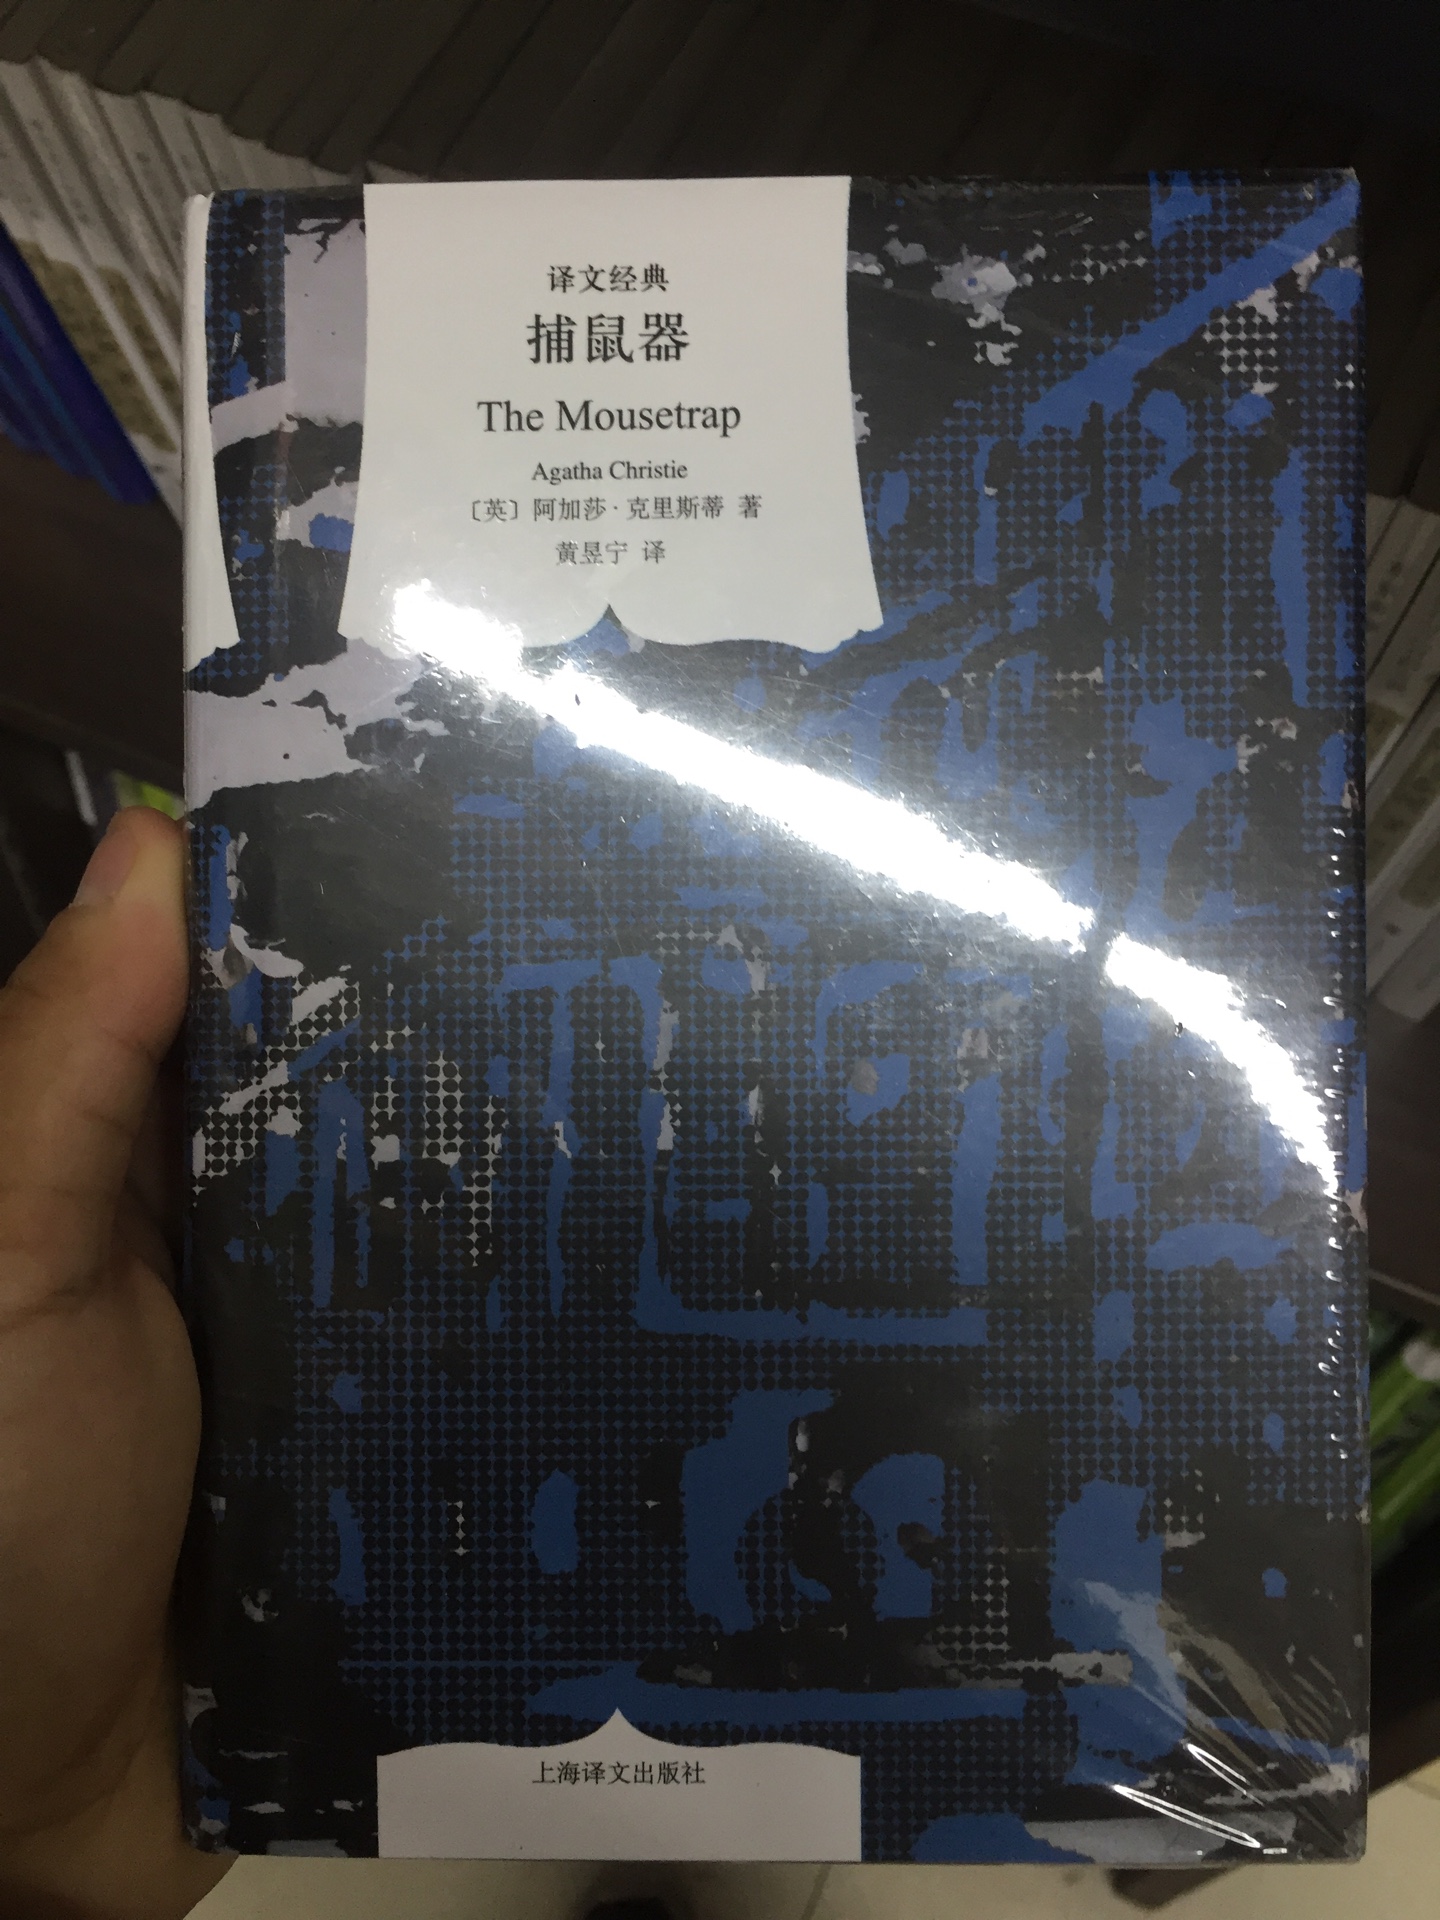 译文经典
捕鼠器
The Mousetrap
Agatha Christie
〔英〕阿加莎·克里斯蒂 著
黄昱宁 译
上海译文出版社